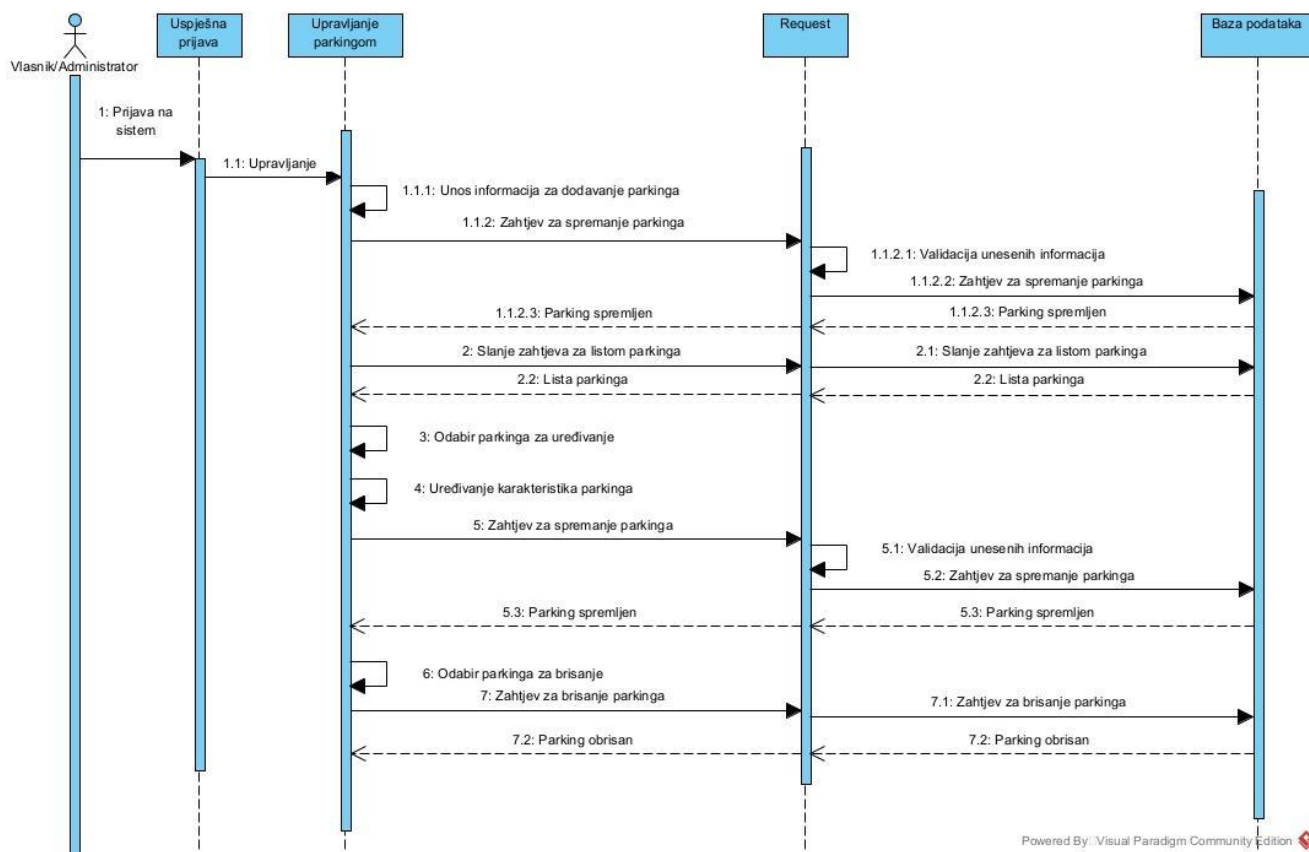 Uspješna
prijava
Upravljanje
parkingom
Request
Baza podataka
Vlasnik/Administrator
1: Prijava na
sistem
1.1: Upravljanje
1.1.1: Unos informacija za dodavanje parkinga
1.1.2: Zahtjev za spremanje parkinga
1.1.2.1: Validacija unesenih informacija
1.1.2.2: Zahtjev za spremanje parkinga
1.1.2.3: Parking spremljen
1.1.2.3: Parking spremljen
2: Slanje zahtjeva za listom parkinga
2.1: Slanje zahtjeva za listom parkinga
2.2: Lista parkinga
2.2: Lista parkinga
3: Odabir parkinga za uređivanje
4: Uređivanje karakteristika parkinga
5: Zahtjev za spremanje parkinga
5.1: Validacija unesenih informacija
5.2: Zahtjev za spremanje parkinga
5.3: Parking spremljen
5.3: Parking spremljen
6: Odabir parkinga za brisanje
7: Zahtjev za brisanje parkinga
7.1: Zahtjev za brisanje parkinga
7.2: Parking obrisan
7.2: Parking obrisan
Powered By Visual Paradigm Community Edition